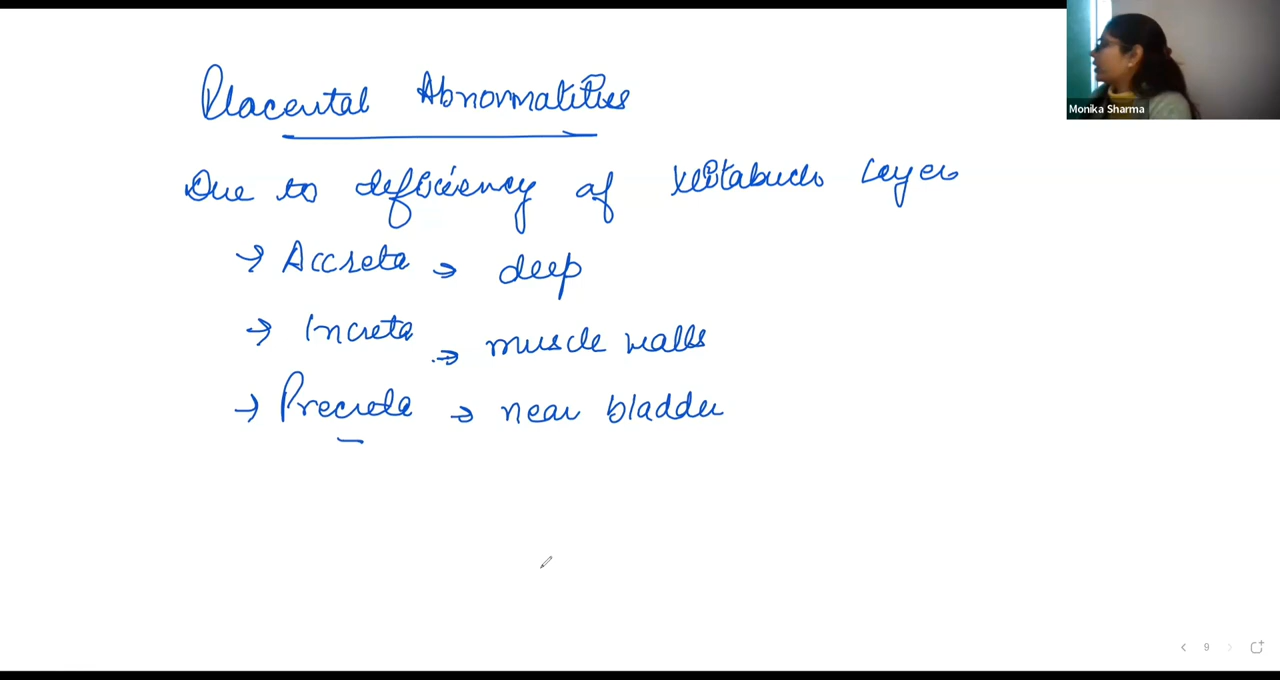 Placental Abnormalities
Due to deficiency of Nitabuch layer
→ Accreta → deep
→ Increta → muscle walls
→ Precreta → near bladder
Monika Sharma
9